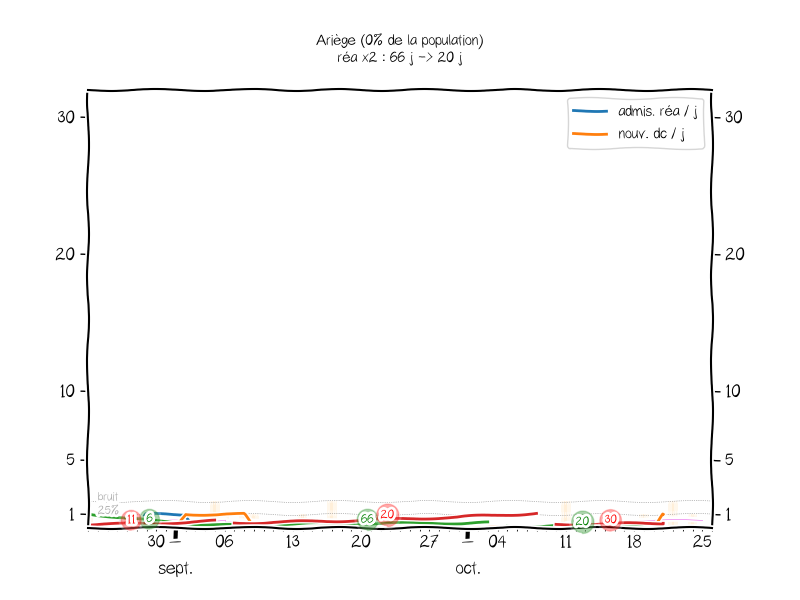 Ariège (0% de la population)
réa x2 : 66 j -> 20 j
admis. réa / j
nouv. dc / j
30 30
20 20
10 10
5 5
bruit
25%
1 1
11 6 66 20 20 30
30 06 13 20 27 04 11 18 25
sept. oct.